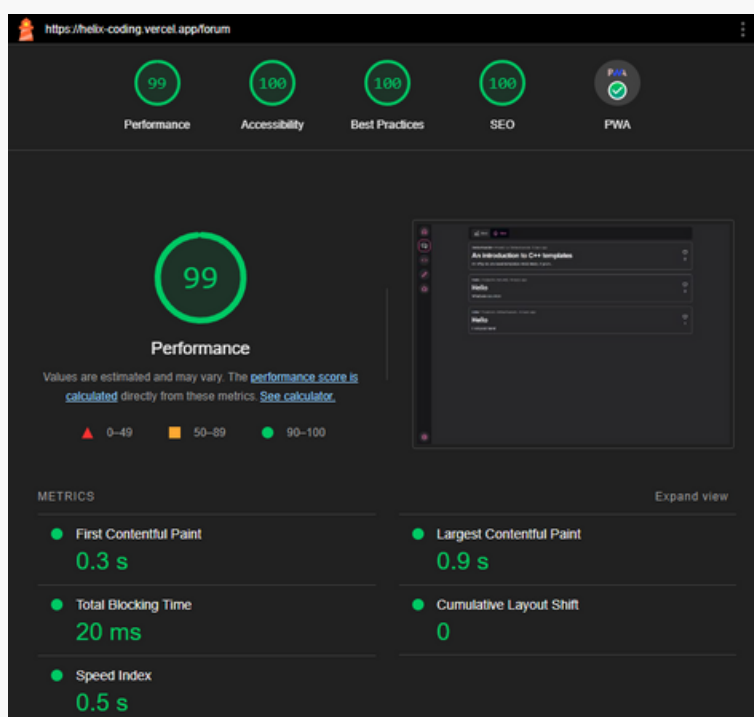 https://helix-coding.vercel.app/forum
99
100
100
100
PWA
Performance
Accessibility
Best Practices
SEO
PWA
99
Performance
Values are estimated and may vary. The performance score is
calculated directly from these metrics. See calculator.
0–49
50–89
90–100
An introduction to C++ templates
Hello
Hello
METRICS
Expand view
First Contentful Paint
0.3 s
Largest Contentful Paint
0.9 s
Total Blocking Time
20 ms
Cumulative Layout Shift
0
Speed Index
0.5 s